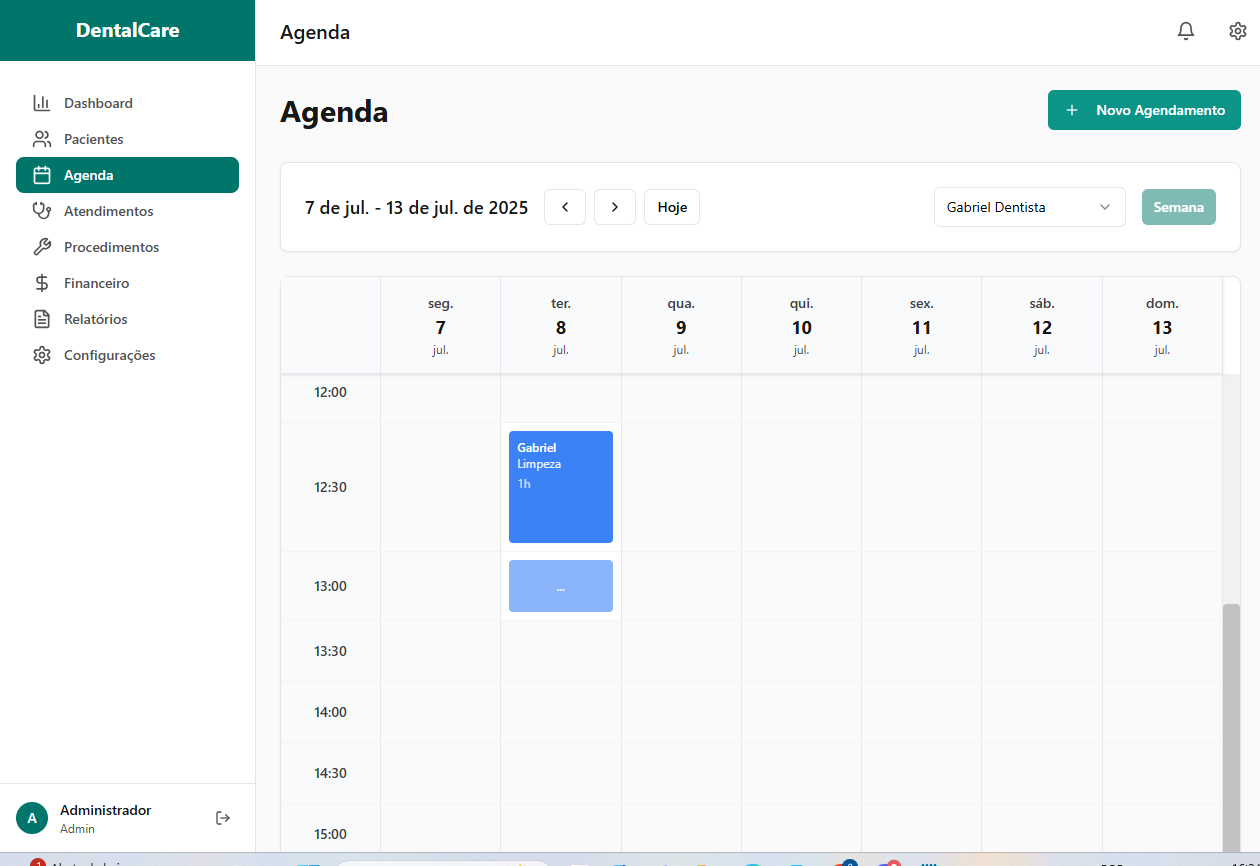 DentalCare
Agenda
Dashboard
Pacientes
Agenda
Atendimentos
Procedimentos
Financeiro
Relatórios
Configurações
A
Administrador
Admin
Agenda
+ Novo Agendamento
7 de jul. - 13 de jul. de 2025
Hoje
Gabriel Dentista
Semana
seg. ter. qua. qui. sex. sáb. dom.
7 8 9 10 11 12 13
jul. jul. jul. jul. jul. jul. jul.
12:00
Gabriel
Limpeza
1h
12:30
13:00 ...
13:30
14:00
14:30
15:00